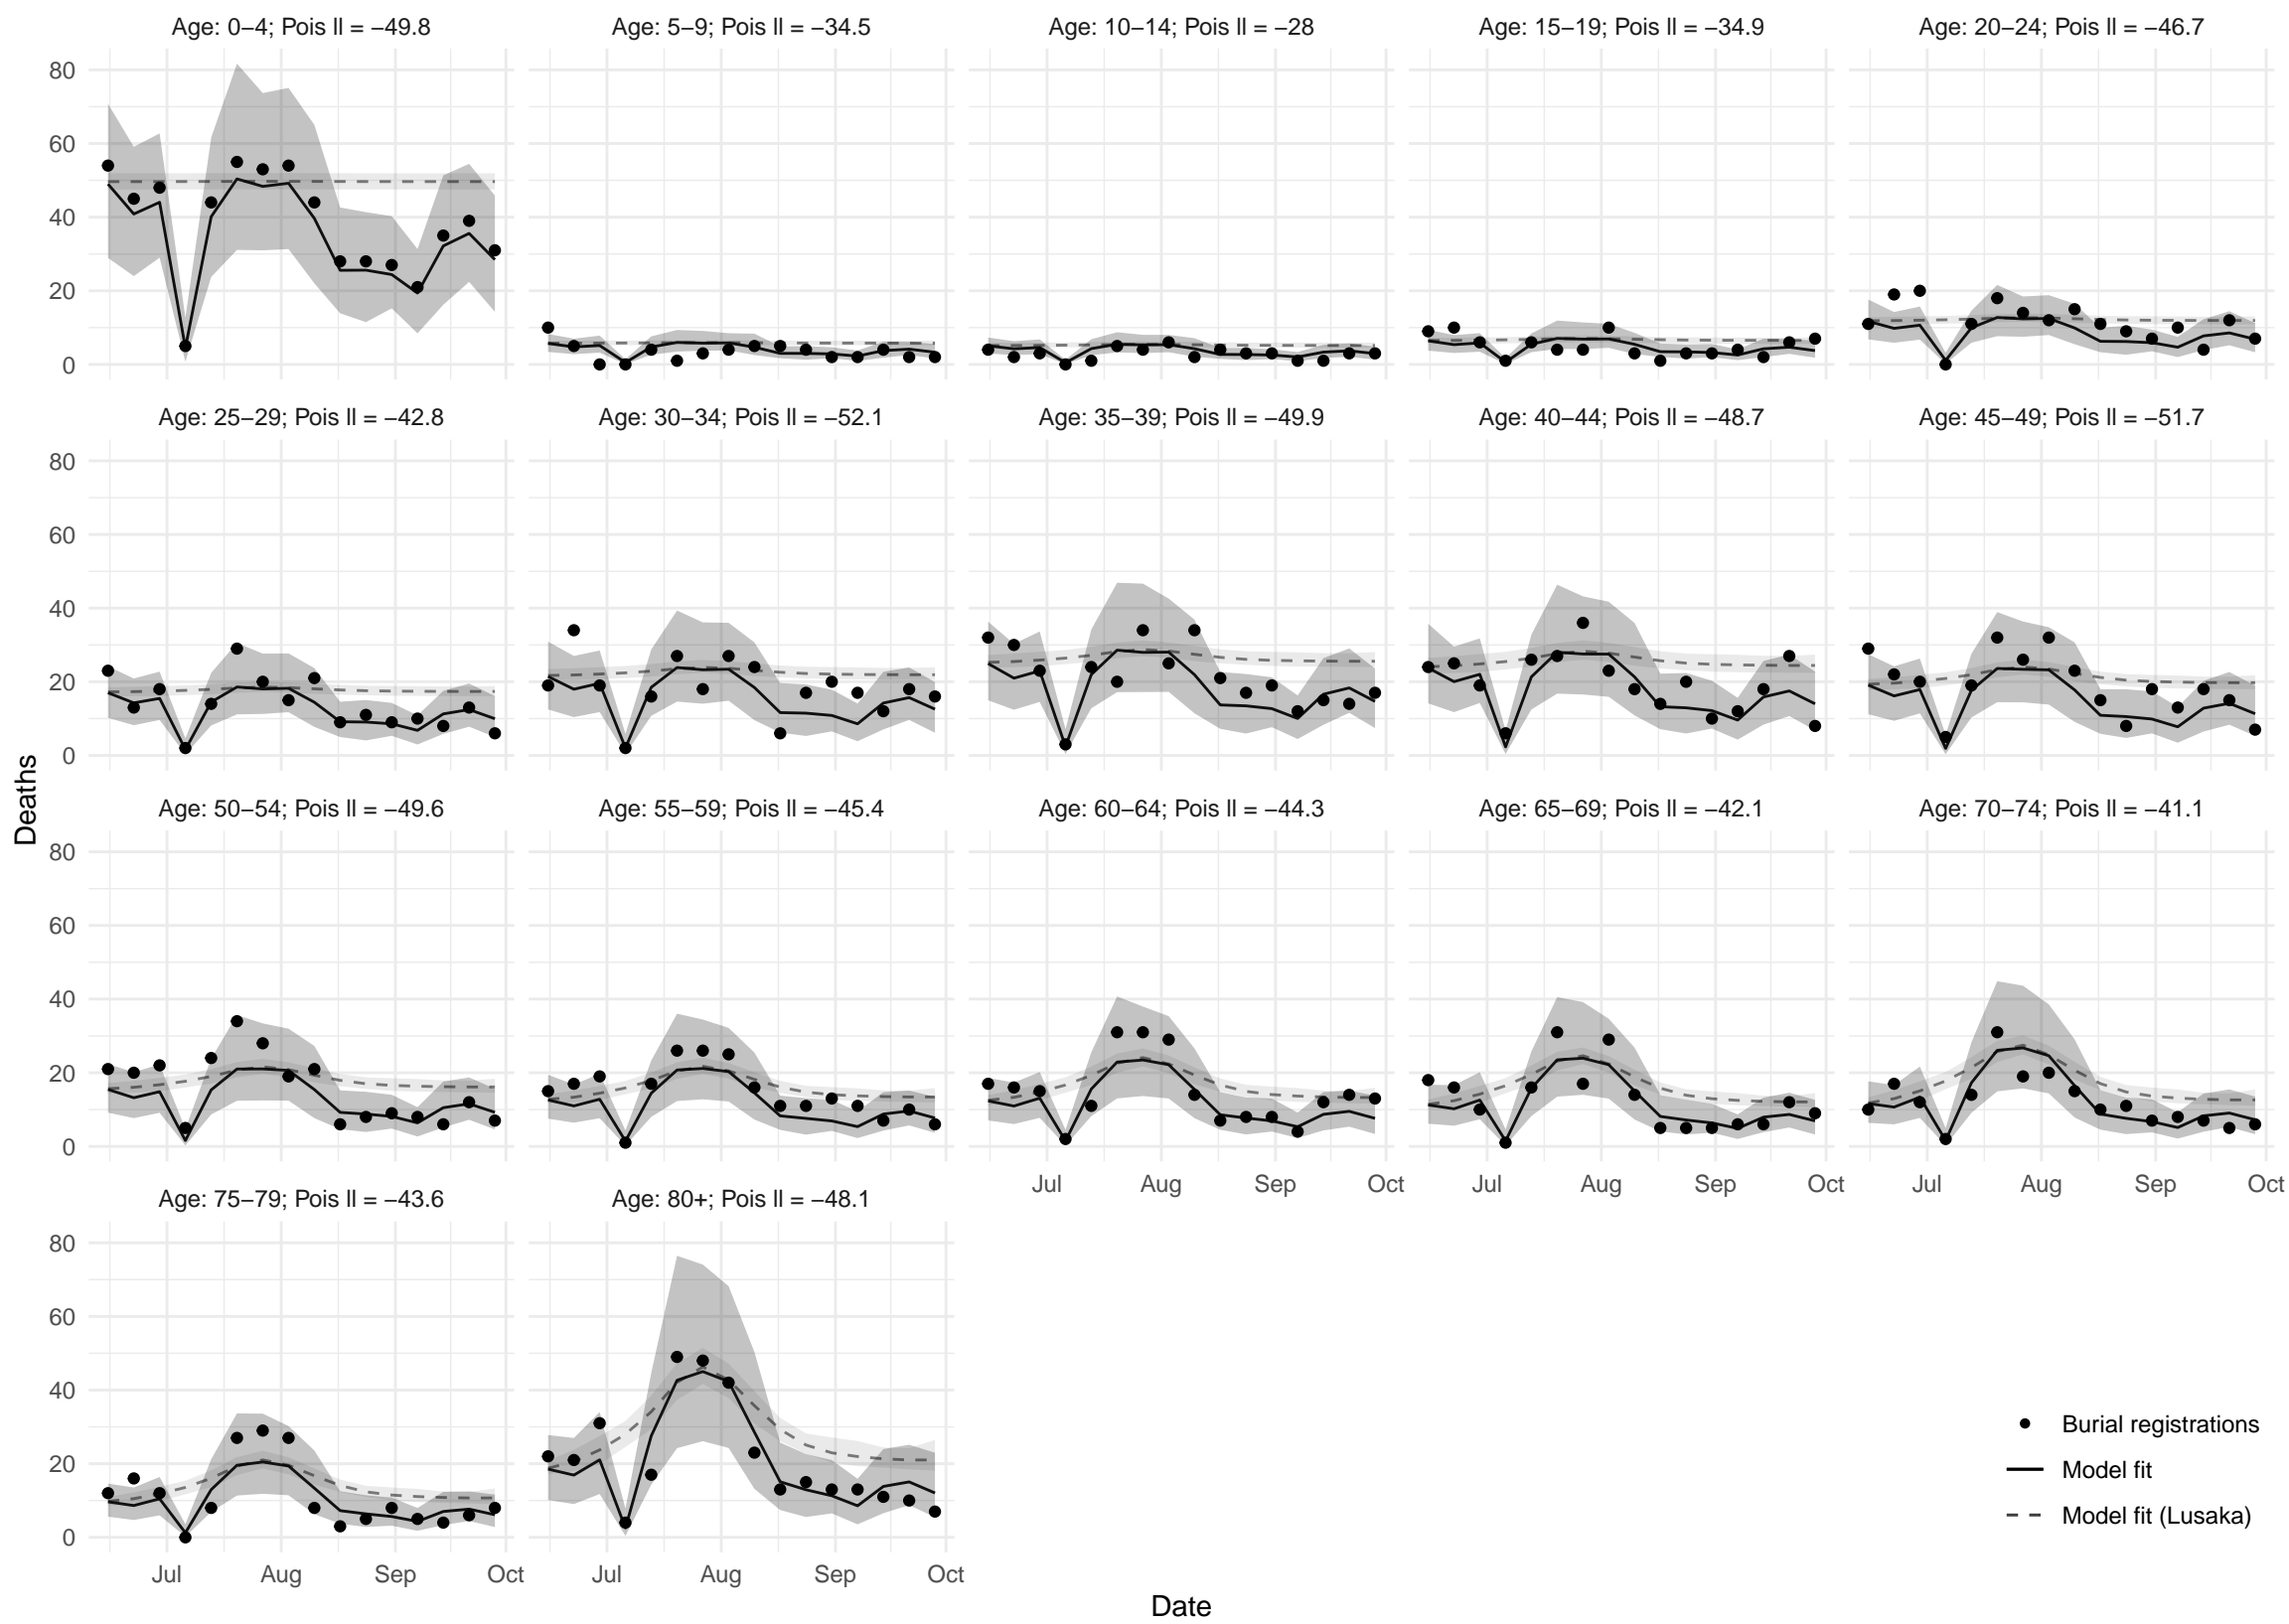 Age: 0−4; Pois ll = −49.8
Age: 5−9; Pois ll = −34.5
Age: 10−14; Pois ll = −28
Age: 15−19; Pois ll = −34.9
Age: 20−24; Pois ll = −46.7
80
60
40
20
0
Age: 25−29; Pois ll = −42.8
Age: 30−34; Pois ll = −52.1
Age: 35−39; Pois ll = −49.9
Age: 40−44; Pois ll = −48.7
Age: 45−49; Pois ll = −51.7
80
60
40
20
0
Deaths
Age: 50−54; Pois ll = −49.6
Age: 55−59; Pois ll = −45.4
Age: 60−64; Pois ll = −44.3
Age: 65−69; Pois ll = −42.1
Age: 70−74; Pois ll = −41.1
80
60
40
20
0
Jul Aug Sep Oct
Jul Aug Sep Oct
Jul Aug Sep Oct
Age: 75−79; Pois ll = −43.6
Age: 80+; Pois ll = −48.1
80
60
40
20
0
Jul Aug Sep Oct
Jul Aug Sep Oct
Burial registrations
Model fit
Model fit (Lusaka)
Date